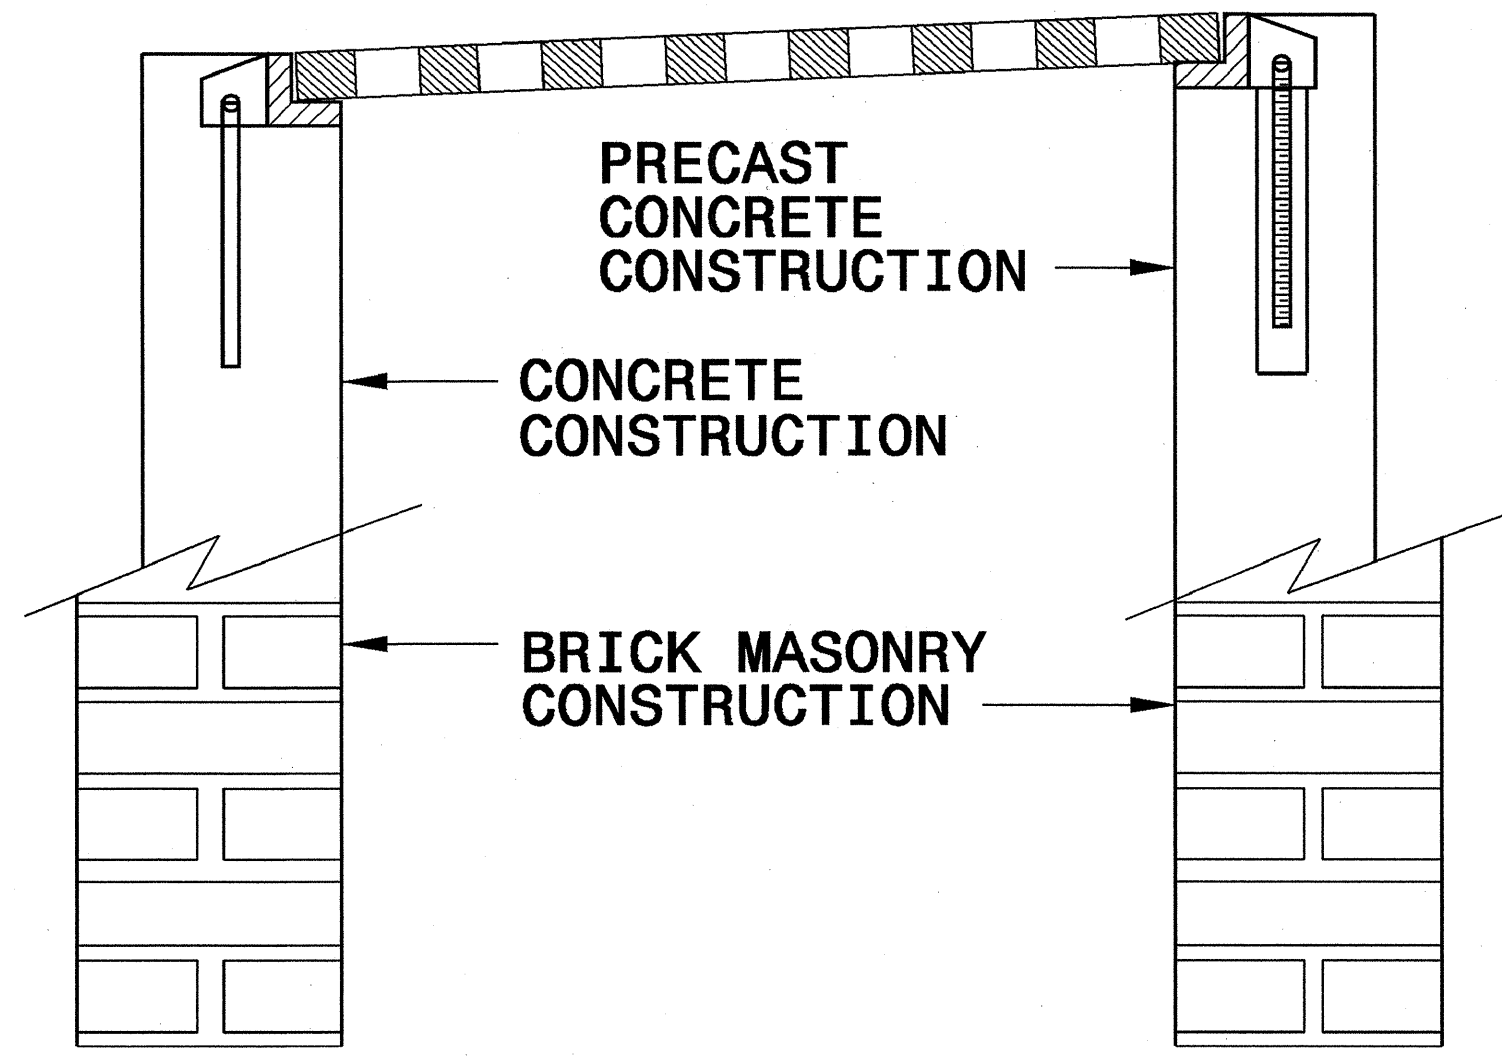 PRECAST
CONCRETE
CONSTRUCTION
CONCRETE
CONSTRUCTION
BRICK MASONRY
CONSTRUCTION